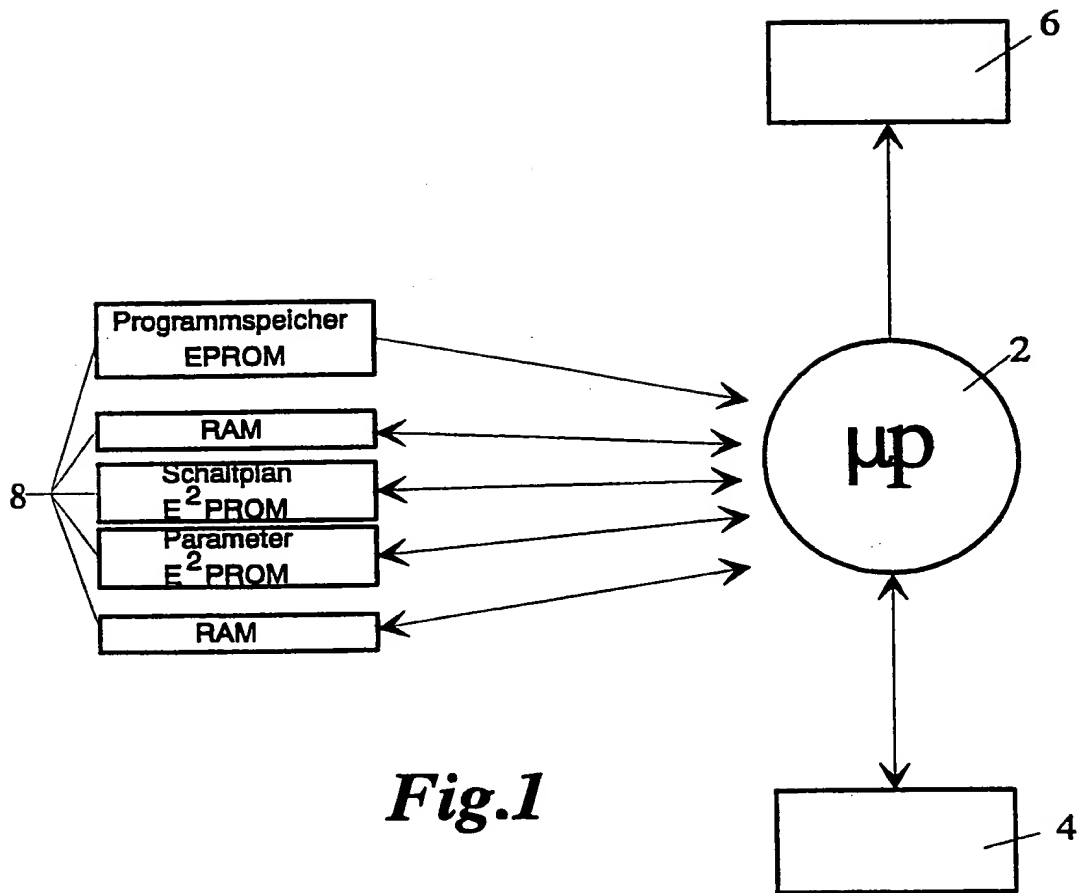 6
Programmspeicher
EPROM
2
µp
RAM
8
Schaltplan
E²PROM
Parameter
E²PROM
RAM
Fig.1
4